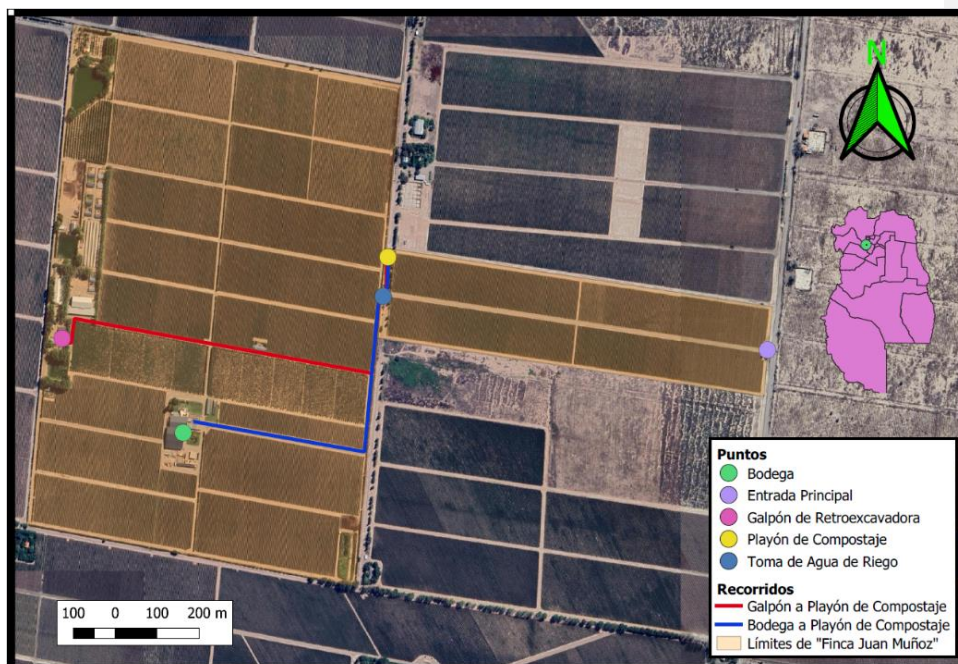 N
Puntos
Bodega
Entrada Principal
Galpón de Retroexcavadora
Playón de Compostaje
Toma de Agua de Riego
Recorridos
Galpón a Playón de Compostaje
Bodega a Playón de Compostaje
Límites de "Finca Juan Muñoz"
100 0 100 200 m